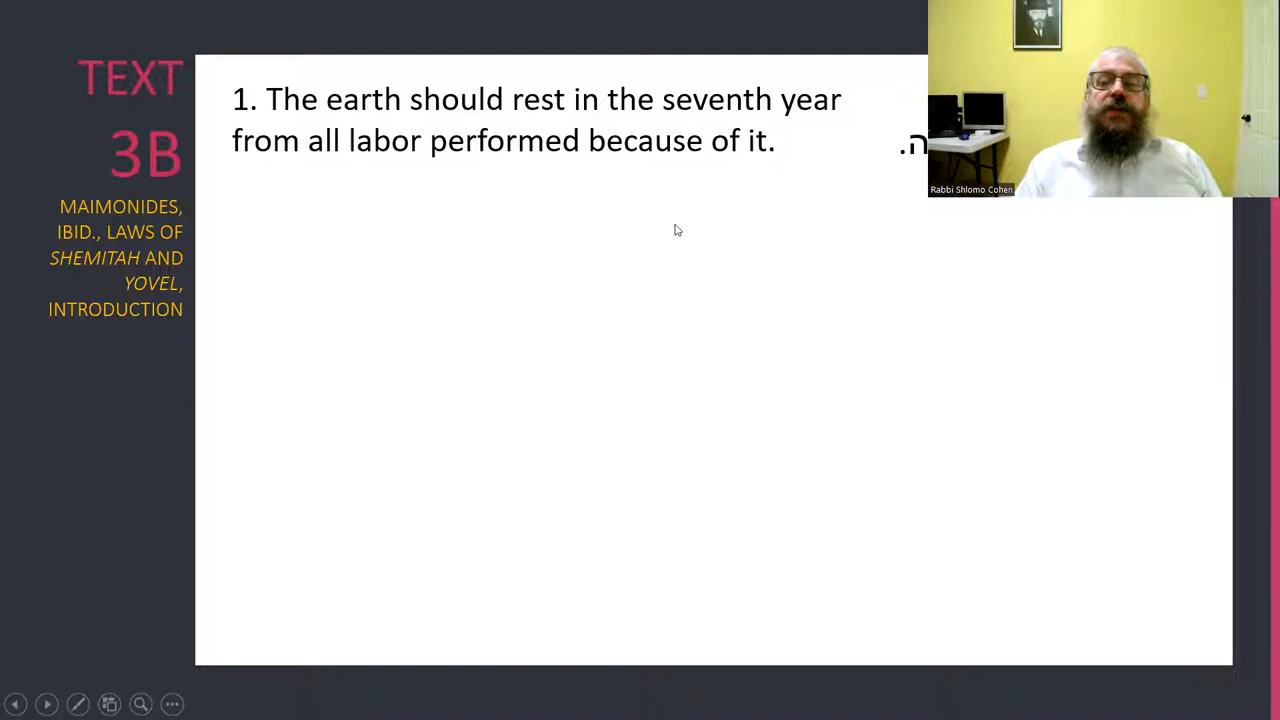 TEXT
3B
MAIMONIDES,
IBID., LAWS OF
SHEMITAH AND
YOVEL,
INTRODUCTION
1. The earth should rest in the seventh year
from all labor performed because of it.
ה.
Rabbi Shlomo Cohen